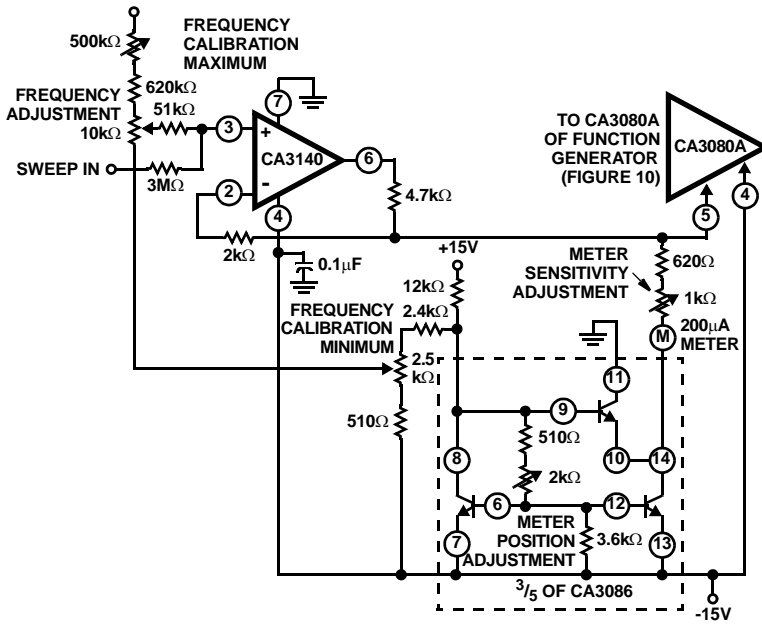 500kΩ
FREQUENCY
CALIBRATION
MAXIMUM
620kΩ
FREQUENCY
ADJUSTMENT
10kΩ
51kΩ
SWEEP IN
3MΩ
7
3
+
CA3140
6
2
-
4
4.7kΩ
2kΩ
0.1μF
TO CA3080A
OF FUNCTION
GENERATOR
(FIGURE 10)
CA3080A
4
5
+15V
12kΩ
2.4kΩ
FREQUENCY
CALIBRATION
MINIMUM
2.5
kΩ
510Ω
METER
SENSITIVITY
ADJUSTMENT
620Ω
1kΩ
M
200μA
METER
11
9
510Ω
8
10
14
2kΩ
6
12
METER
POSITION
ADJUSTMENT
3.6kΩ
7
13
3/5 OF CA3086
-15V